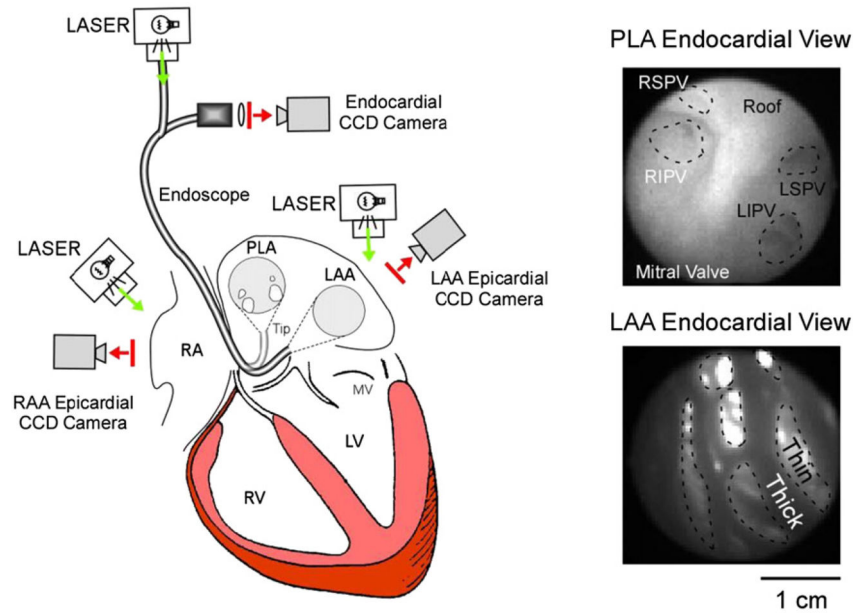 LASER
Endocardial
CCD Camera
Endoscope
LASER
LASER
PLA
LAA
Tip
LAA Epicardial
CCD Camera
RA
RAA Epicardial
CCD Camera
MV
LV
RV
PLA Endocardial View
RSPV
Roof
RIPV
LSPV
LIPV
Mitral Valve
LAA Endocardial View
Thin
Thick
1 cm